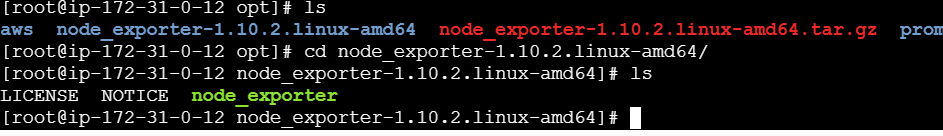 [root@ip-172-31-0-12 opt]# ls
aws  node_exporter-1.10.2.linux-amd64  node_exporter-1.10.2.linux-amd64.tar.gz  prom
[root@ip-172-31-0-12 opt]# cd node_exporter-1.10.2.linux-amd64/
[root@ip-172-31-0-12 node_exporter-1.10.2.linux-amd64]# ls
LICENSE  NOTICE  node_exporter
[root@ip-172-31-0-12 node_exporter-1.10.2.linux-amd64]#